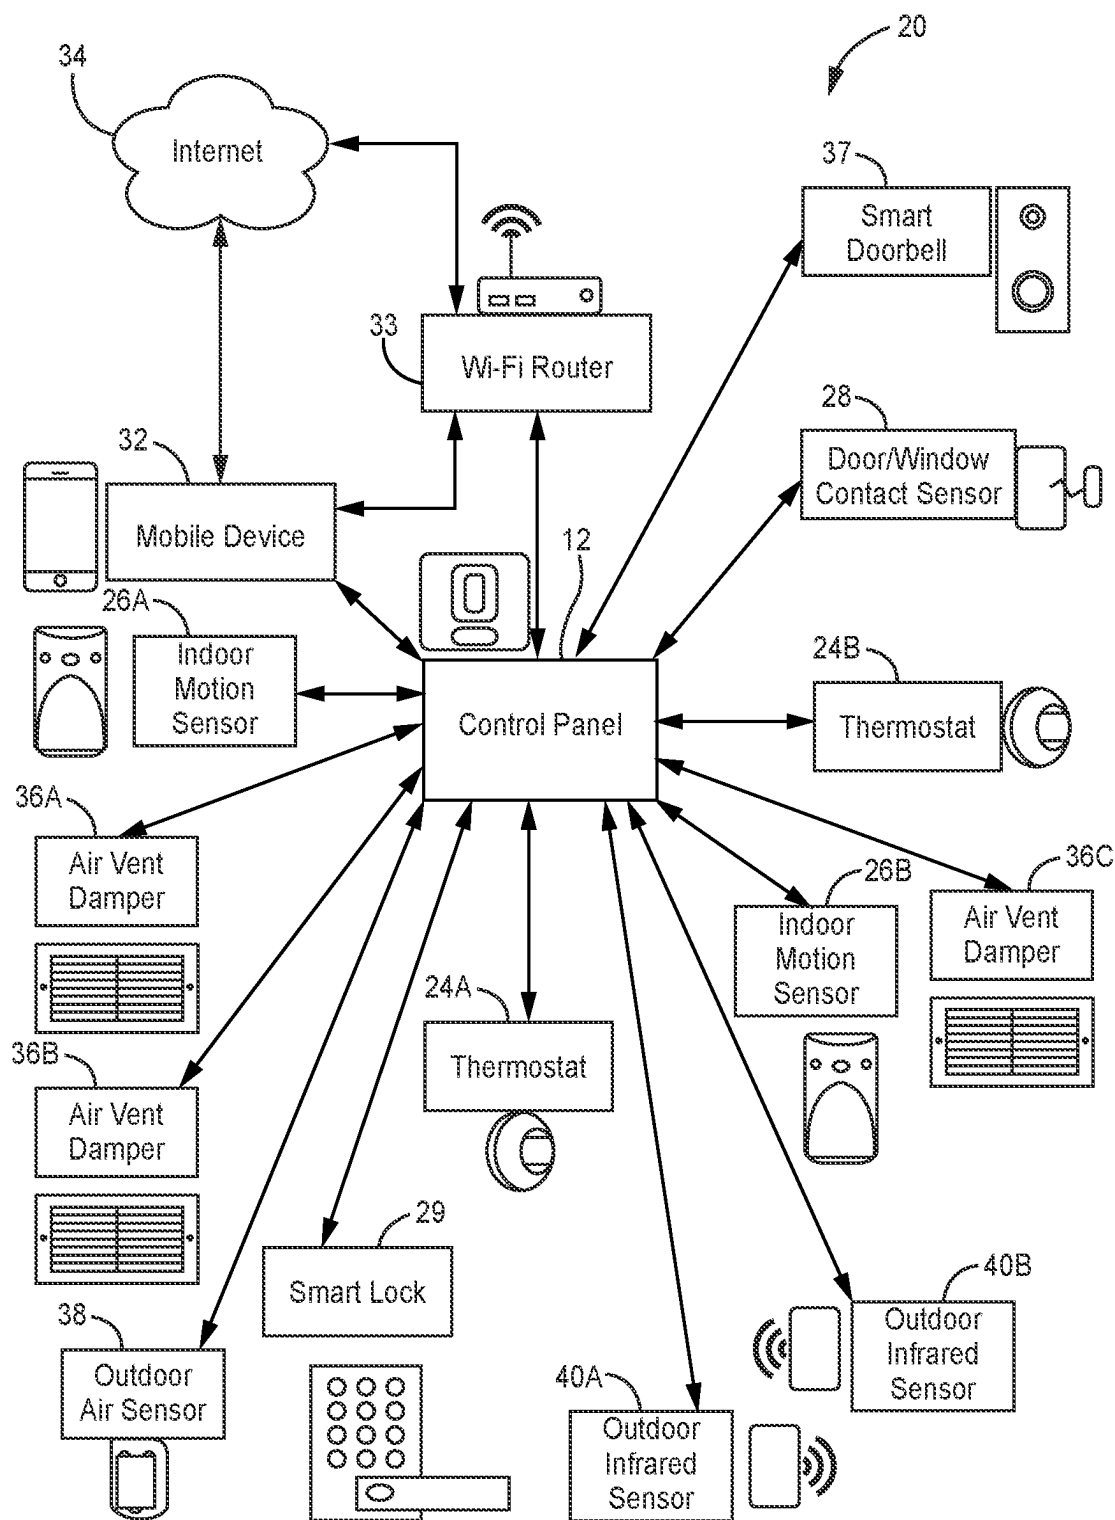 20
34
Internet
37
Smart
Doorbell
33
Wi-Fi Router
28
Door/Window
Contact Sensor
32
Mobile Device
12
Control Panel
26A
Indoor
Motion
Sensor
24B
Thermostat
36A
Air Vent
Damper
36C
Air Vent
Damper
26B
Indoor
Motion
Sensor
24A
Thermostat
36B
Air Vent
Damper
29
Smart Lock
38
Outdoor
Air Sensor
40B
Outdoor
Infrared
Sensor
40A
Outdoor
Infrared
Sensor